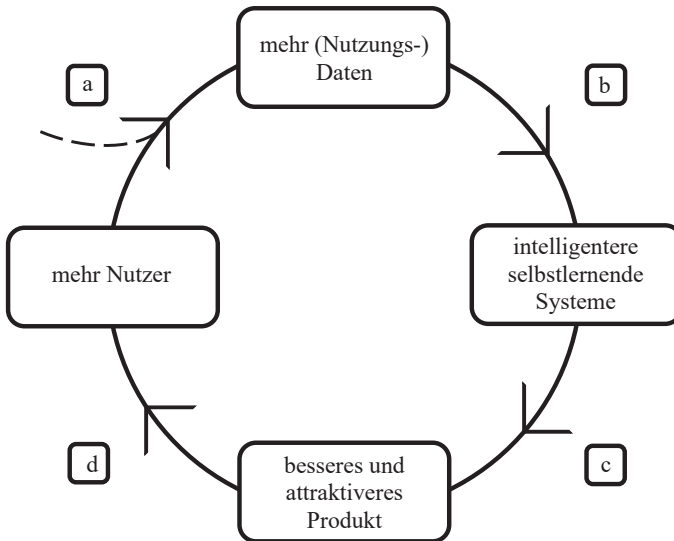 mehr (Nutzungs-)
Daten
a
b
mehr Nutzer
intelligentere
selbstlernende
Systeme
d
besseres und
attraktiveres
Produkt
c